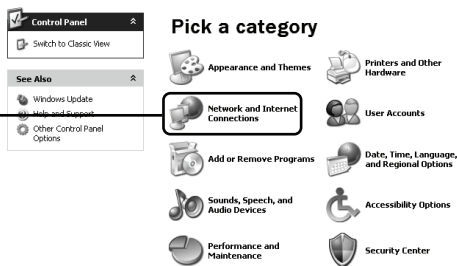 Control Panel
Switch to Classic View
See Also
Windows Update
Help and Support
Other Control Panel
Options
Pick a category
Appearance and Themes
Printers and Other
Hardware
Network and Internet
Connections
User Accounts
Add or Remove Programs
Date, Time, Language,
and Regional Options
Sounds, Speech, and
Audio Devices
Accessibility Options
Performance and
Maintenance
Security Center